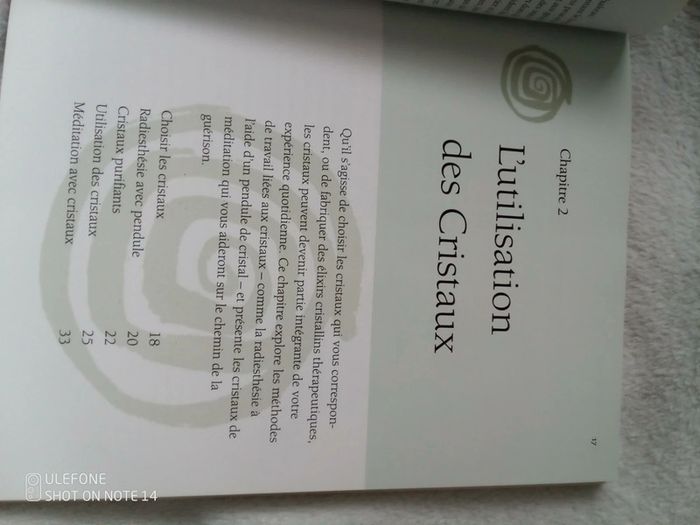 17
Chapitre 2
L'utilisation
des Cristaux
Qu'il s'agisse de choisir les cristaux qui vous correspon-
dent, ou de fabriquer des élixirs cristallins thérapeutiques,
les cristaux peuvent devenir partie intégrante de votre
expérience quotidienne. Ce chapitre explore les méthodes
de travail liées aux cristaux – comme la radiesthésie à
l'aide d'un pendule de cristal – et présente les cristaux de
méditation qui vous aideront sur le chemin de la
guérison.
Choisir les cristaux 18
Radiesthésie avec pendule 20
Cristaux purifiants 22
Utilisation des cristaux 25
Méditation avec cristaux 33
ULEFONE
SHOT ON NOTE 14